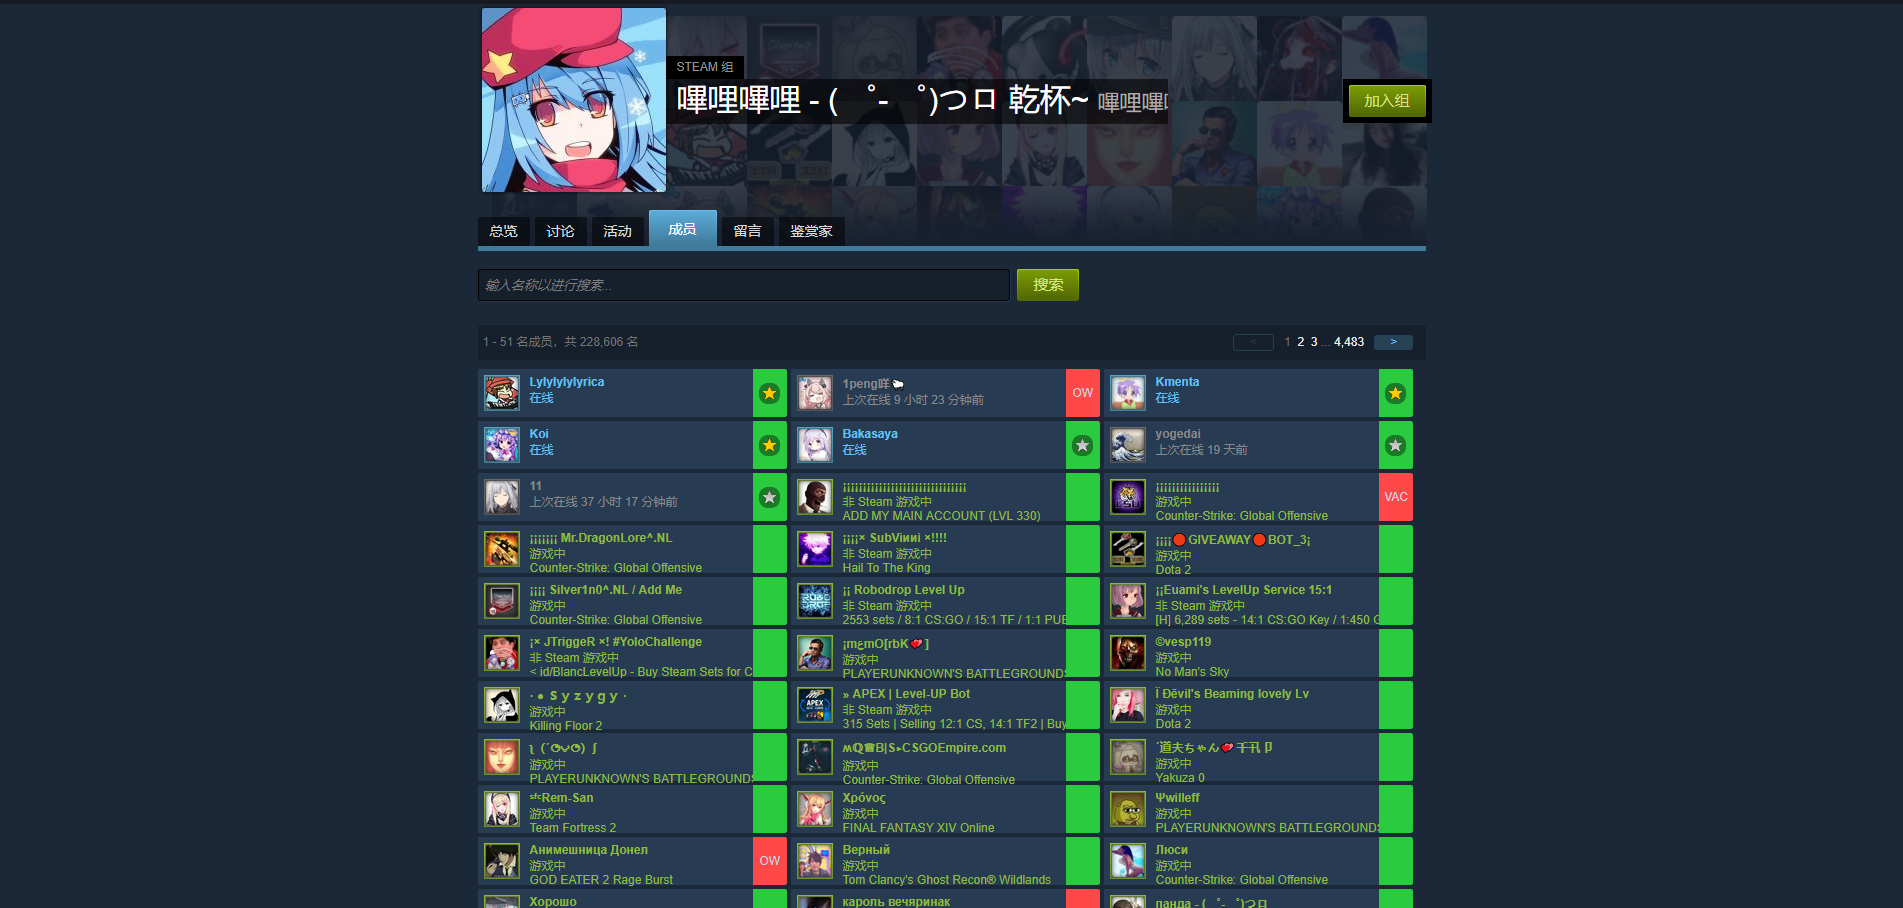 STEAM 组
嗶哩嗶哩 - ( ゜- ゜)つロ 乾杯~ 嗶哩嗶
加入组
总览 讨论 活动 成员 留言 鉴赏家
输入名称以进行搜索... 搜索
1 - 51 名成员，共 228,606 名
< 1 2 3 ... 4,483 >
Lylylylylyrica
在线
1peng咩🐑
上次在线 9 小时 23 分钟前
OW
Kmenta
在线
Koi
在线
Bakasaya
在线
yogedai
上次在线 19 天前
11
上次在线 37 小时 17 分钟前
¡¡¡¡¡¡¡¡¡¡¡¡¡¡¡¡¡¡¡¡¡¡¡¡¡¡¡¡¡¡¡
非 Steam 游戏中
ADD MY MAIN ACCOUNT (LVL 330)
¡¡¡¡¡¡¡¡¡¡¡¡¡¡¡¡
游戏中
Counter-Strike: Global Offensive
VAC
¡¡¡¡¡¡¡ Mr.DragonLore^.NL
游戏中
Counter-Strike: Global Offensive
¡¡¡¡× SubViииi ×!!!!
非 Steam 游戏中
Hail To The King
¡¡¡¡🔴GIVEAWAY🔴BOT_3¡
游戏中
Dota 2
¡¡¡¡ Silver1n0^.NL / Add Me
游戏中
Counter-Strike: Global Offensive
¡¡ Robodrop Level Up
非 Steam 游戏中
2553 sets / 8:1 CS:GO / 15:1 TF / 1:1 PUB
¡¡Euami's LevelUp Service 15:1
非 Steam 游戏中
[H] 6,289 sets - 14:1 CS:GO Key / 1:450 G
¡× JTriggeR ×! #YoloChallenge
非 Steam 游戏中
< id/BlancLevelUp - Buy Steam Sets for C
游戏中
PLAYERUNKNOWN'S BATTLEGROUNDS
©vesp119
游戏中
No Man's Sky
· ● S y z y g y ·
游戏中
Killing Floor 2
» APEX | Level-UP Bot
非 Steam 游戏中
315 Sets | Selling 12:1 CS, 14:1 TF2 | Buy
Ï Ðēvil's Beaming lovely Lv
游戏中
Dota 2
游戏中
PLAYERUNKNOWN'S BATTLEGROUNDS
ʍℚ♕B|S▸CSGOEmpire.com
游戏中
Counter-Strike: Global Offensive
游戏中
Yakuza 0
ˢᶠᶜRem-San
游戏中
Team Fortress 2
Χρόνος
游戏中
FINAL FANTASY XIV Online
Ψwilleff
游戏中
PLAYERUNKNOWN'S BATTLEGROUNDS
Анимешница Донел
游戏中
GOD EATER 2 Rage Burst
OW
Верный
游戏中
Tom Clancy's Ghost Recon® Wildlands
Люси
游戏中
Counter-Strike: Global Offensive
Хорошо
кароль вечяринак
панда - ( ゜- ゜)つロ